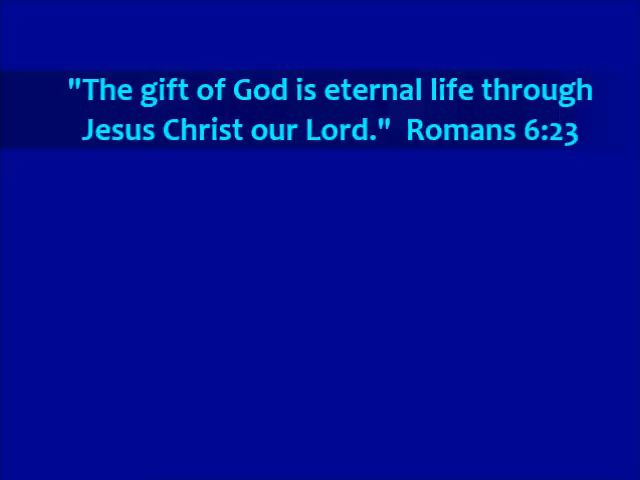 "The gift of God is eternal life through
Jesus Christ our Lord."  Romans 6:23